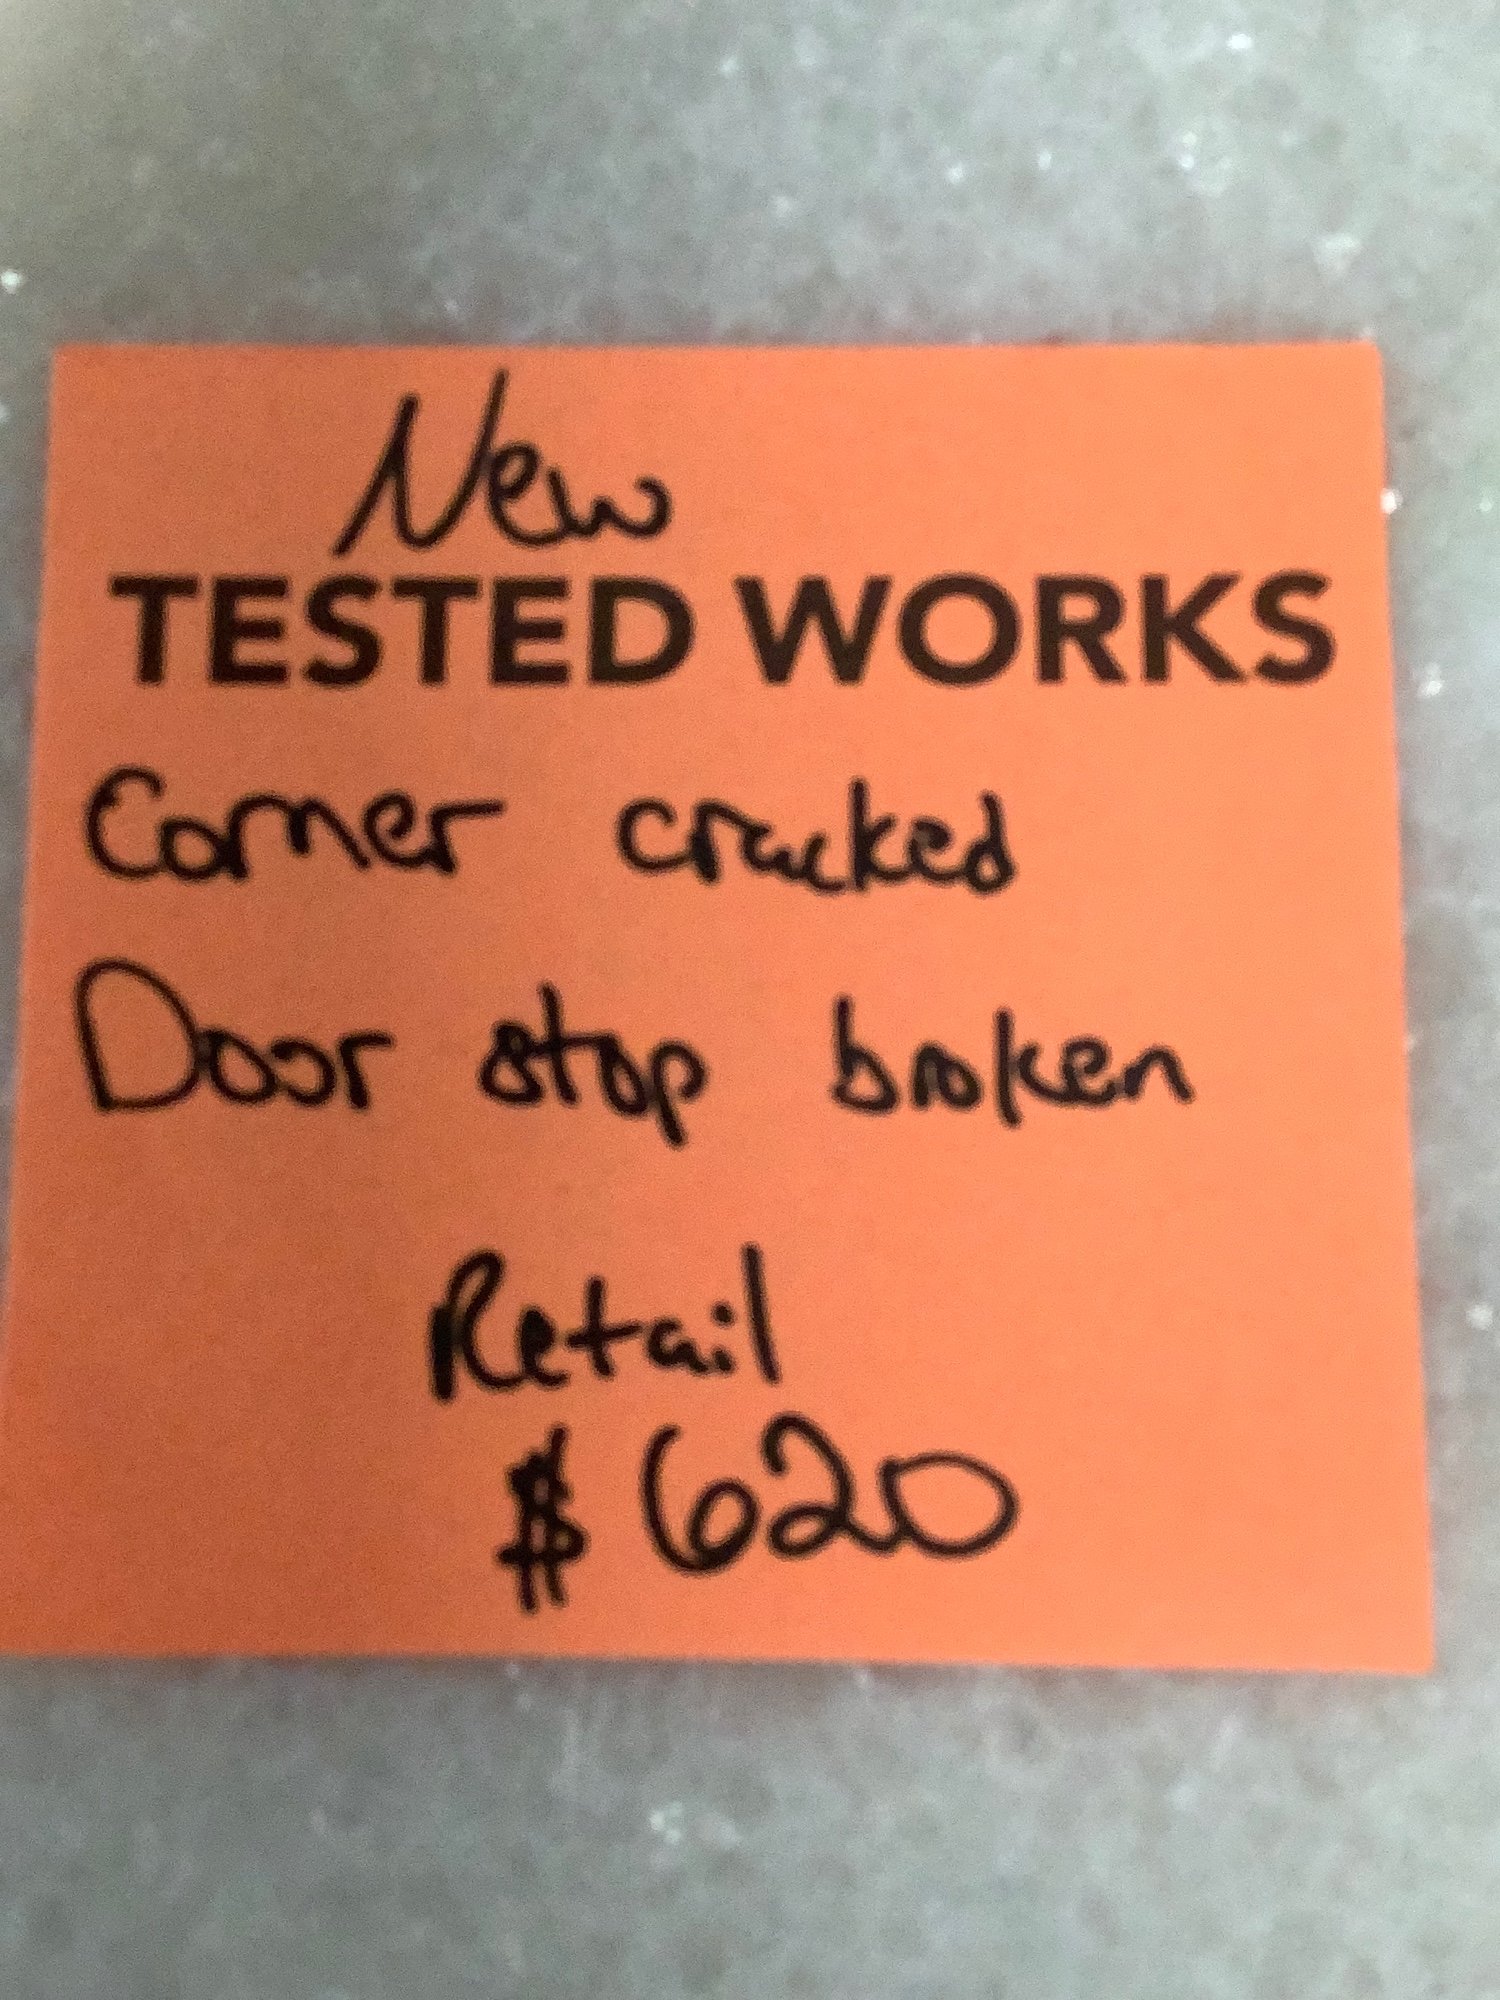 New
TESTED WORKS
Corner cracked
Door stop broken
Retail
$620